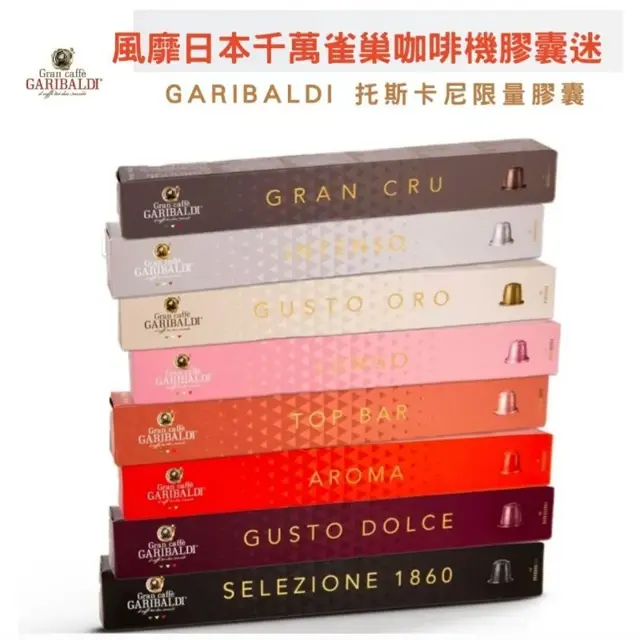 風靡日本千萬雀巢咖啡機膠囊迷
GARIBALDI 托斯卡尼限量膠囊
Gran caffè
GARIBALDI
Gran caffè
GARIBALDI
GRAN CRU
Gran caffè
GARIBALDI
INTENSO
Gran caffè
GARIBALDI
GUSTO ORO
Gran caffè
GARIBALDI
Gran caffè
GARIBALDI
TOP BAR
Gran caffè
GARIBALDI
AROMA
Gran caffè
GARIBALDI
GUSTO DOLCE
Gran caffè
GARIBALDI
SELEZIONE 1860